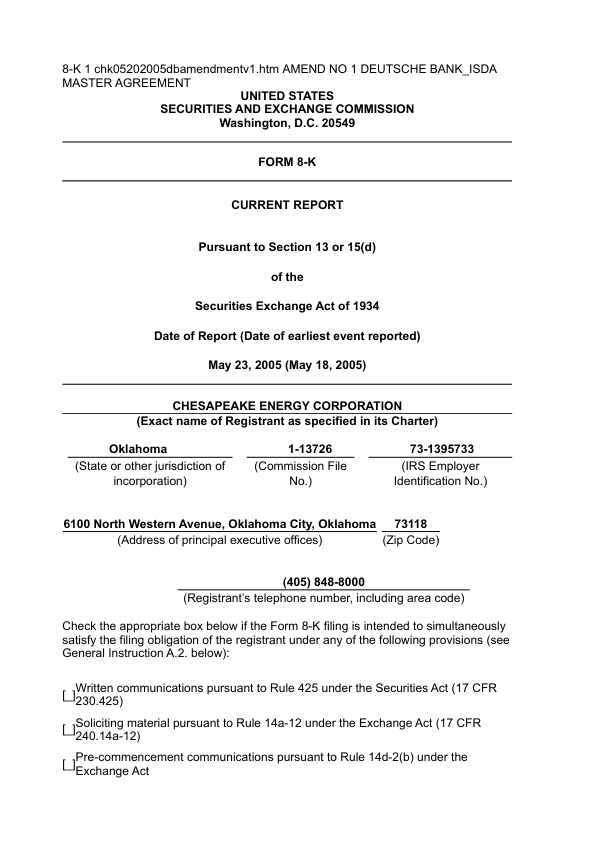 8-K 1 chk05202005dbamendmentv1.htm AMEND NO 1 DEUTSCHE BANK_ISDA
MASTER AGREEMENT
UNITED STATES
SECURITIES AND EXCHANGE COMMISSION
Washington, D.C. 20549
FORM 8-K
CURRENT REPORT
Pursuant to Section 13 or 15(d)
of the
Securities Exchange Act of 1934
Date of Report (Date of earliest event reported)
May 23, 2005 (May 18, 2005)
CHESAPEAKE ENERGY CORPORATION
(Exact name of Registrant as specified in its Charter)
Oklahoma 1-13726 73-1395733
(State or other jurisdiction of (Commission File (IRS Employer
incorporation) No.) Identification No.)
6100 North Western Avenue, Oklahoma City, Oklahoma 73118
(Address of principal executive offices) (Zip Code)
(405) 848-8000
(Registrant’s telephone number, including area code)
Check the appropriate box below if the Form 8-K filing is intended to simultaneously
satisfy the filing obligation of the registrant under any of the following provisions (see
General Instruction A.2. below):
[_] Written communications pursuant to Rule 425 under the Securities Act (17 CFR
230.425)
[_] Soliciting material pursuant to Rule 14a-12 under the Exchange Act (17 CFR
240.14a-12)
[_] Pre-commencement communications pursuant to Rule 14d-2(b) under the
Exchange Act